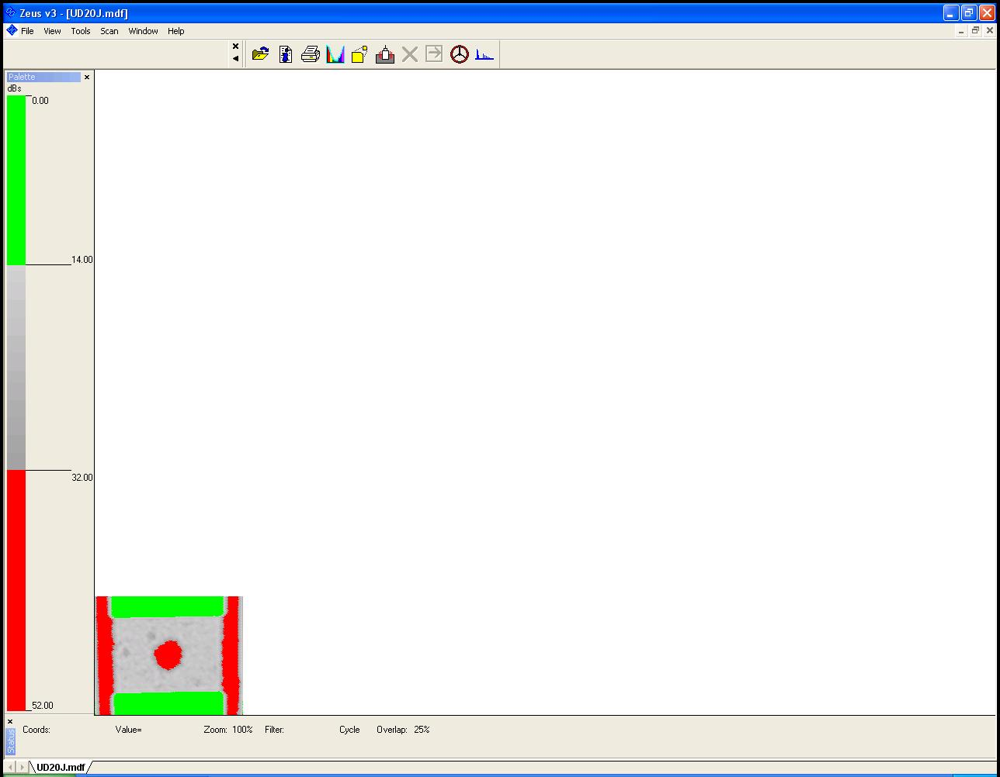 Zeus v3 - [UD20J.mdf]
File View Tools Scan Window Help
Palette
dBs
0.00
14.00
32.00
52.00
Status
Coords: Value= Zoom: 100% Filter: Cycle Overlap: 25%
UD20J.mdf